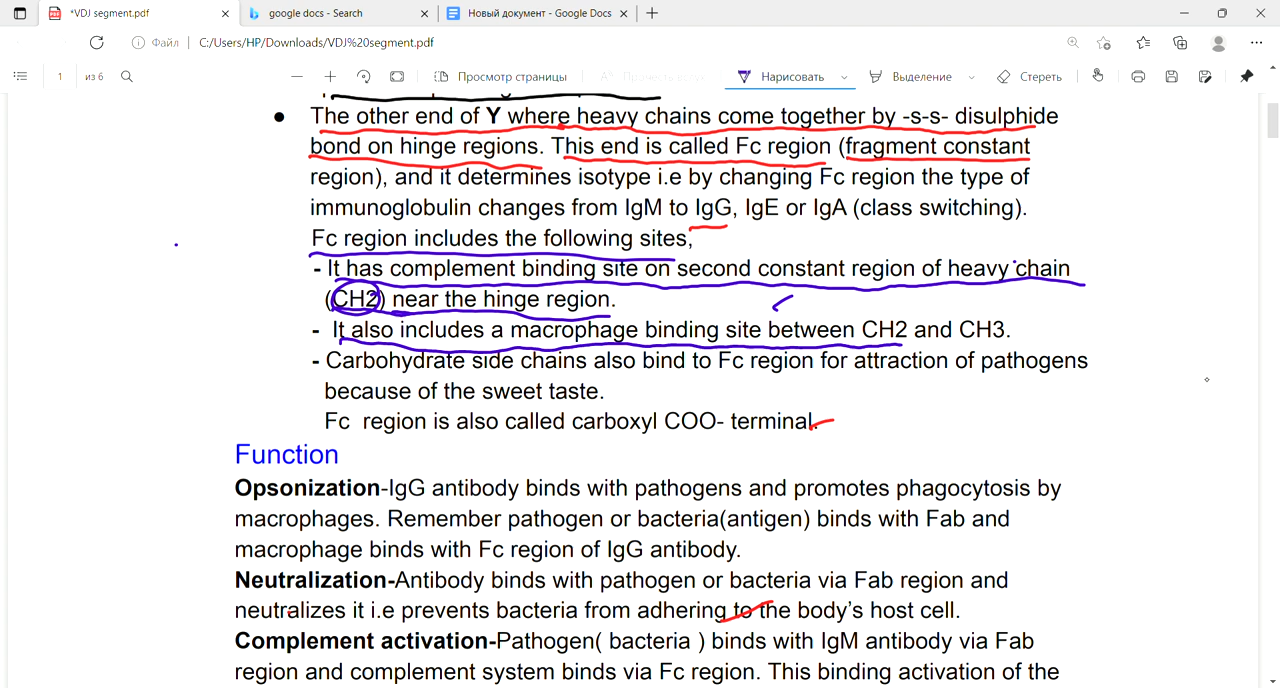 *VDJ segment.pdf
google docs - Search
Новый документ - Google Docs
Файл
C:/Users/HP/Downloads/VDJ%20segment.pdf
1 из 6
Просмотр страницы
Нарисовать
Выделение
Стереть
The other end of Y where heavy chains come together by -s-s- disulphide
bond on hinge regions. This end is called Fc region (fragment constant
region), and it determines isotype i.e by changing Fc region the type of
immunoglobulin changes from IgM to IgG, IgE or IgA (class switching).
Fc region includes the following sites,
- It has complement binding site on second constant region of heavy chain
(CH2) near the hinge region.
- It also includes a macrophage binding site between CH2 and CH3.
- Carbohydrate side chains also bind to Fc region for attraction of pathogens
because of the sweet taste.
Fc region is also called carboxyl COO- terminal.
Function
Opsonization-IgG antibody binds with pathogens and promotes phagocytosis by
macrophages. Remember pathogen or bacteria(antigen) binds with Fab and
macrophage binds with Fc region of IgG antibody.
Neutralization-Antibody binds with pathogen or bacteria via Fab region and
neutralizes it i.e prevents bacteria from adhering to the body's host cell.
Complement activation-Pathogen( bacteria ) binds with IgM antibody via Fab
region and complement system binds via Fc region. This binding activation of the